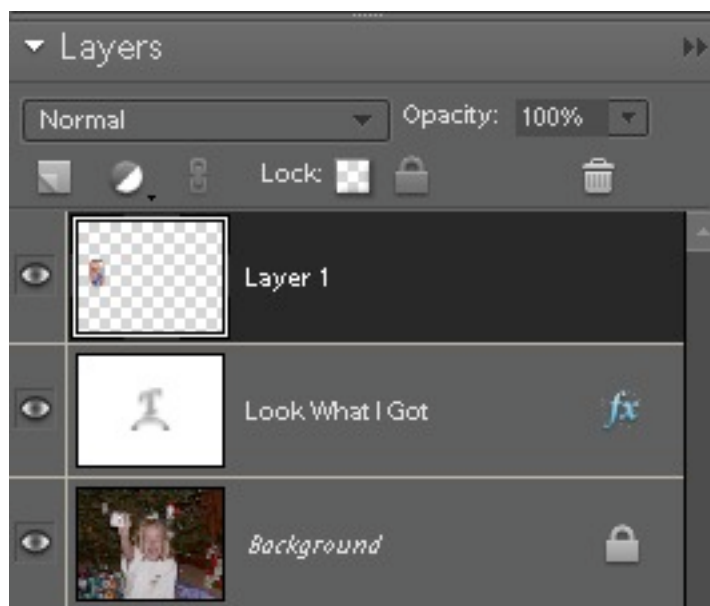 Layers
Normal Opacity: 100%
Lock:
Layer 1
Look What I Got fx
Background